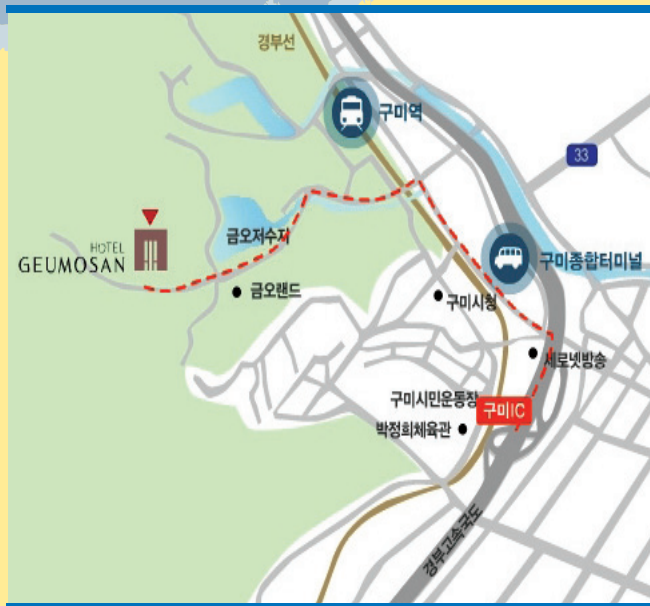 경부선
구미역
33
HOTEL
GEUMOSAN
금오저수지
구미종합터미널
금오랜드
구미시청
세로넷방송
구미시민운동장
구미IC
박정희체육관
경부고속국도